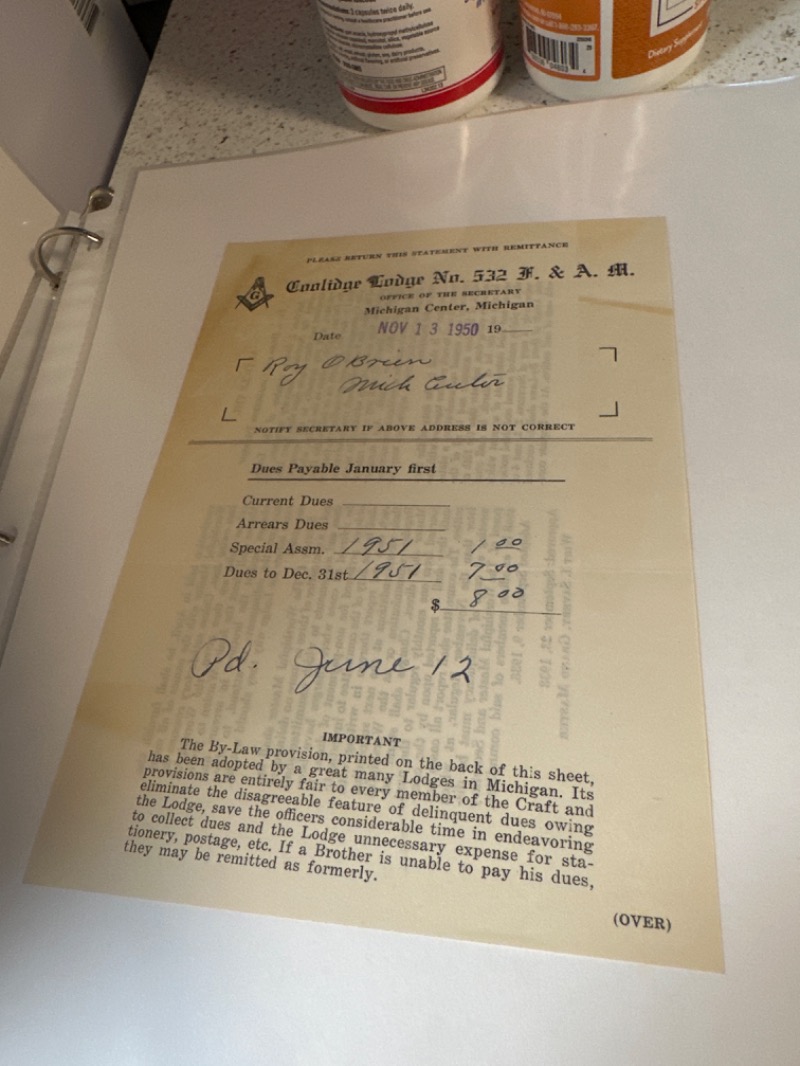 2 capsules twice daily.
Dietary Supplement
PLEASE RETURN THIS STATEMENT WITH REMITTANCE
G
Coolidge Lodge No. 532 F. & A. M.
OFFICE OF THE SECRETARY
Michigan Center, Michigan
Date NOV 13 1950 19
Roy O'Brien
Mich Center
NOTIFY SECRETARY IF ABOVE ADDRESS IS NOT CORRECT
Dues Payable January first
Current Dues
Arrears Dues
Special Assm. 1951 1 00
Dues to Dec. 31st 1951 7 00
$ 8 00
Pd. June 12
IMPORTANT
The By-Law provision, printed on the back of this sheet,
has been adopted by a great many Lodges in Michigan. Its
provisions are entirely fair to every member of the Craft and
eliminate the disagreeable feature of delinquent dues owing
the Lodge, save the officers considerable time in endeavoring
to collect dues and the Lodge unnecessary expense for sta-
tionery, postage, etc. If a Brother is unable to pay his dues,
they may be remitted as formerly.
(OVER)